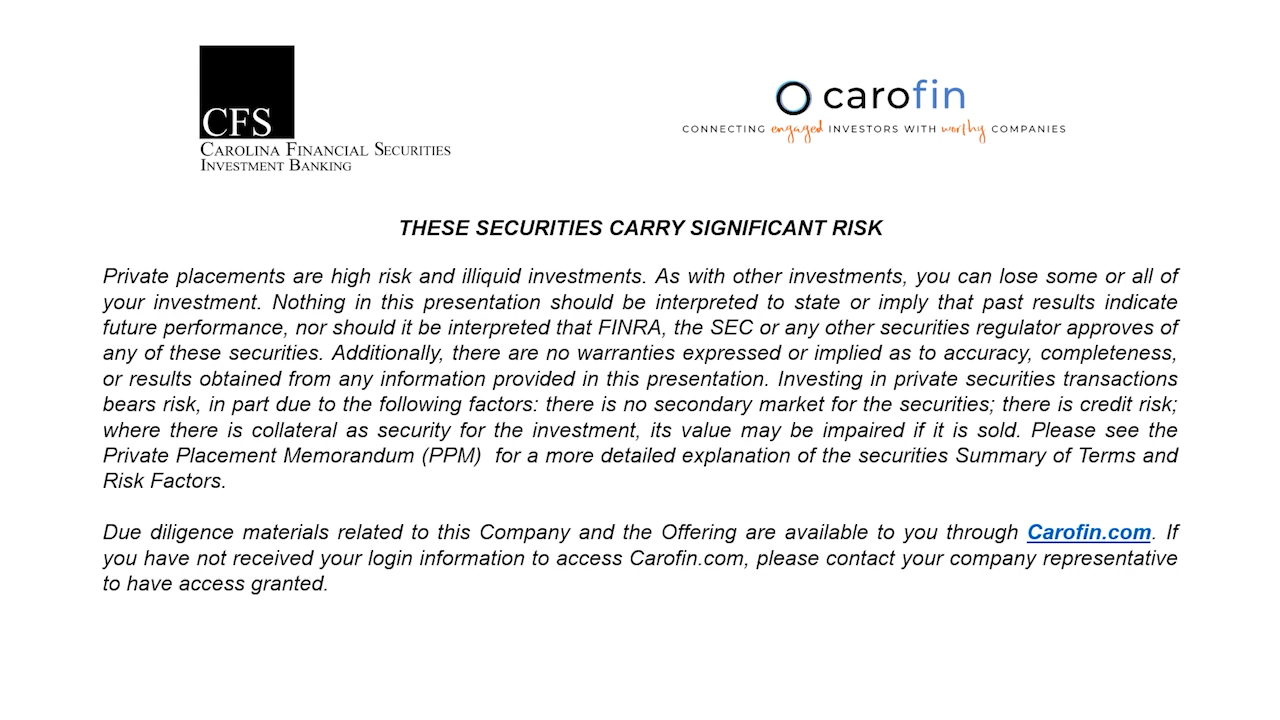 CFS
CAROLINA FINANCIAL SECURITIES
INVESTMENT BANKING
carofin
CONNECTING engaged INVESTORS WITH worthy COMPANIES
THESE SECURITIES CARRY SIGNIFICANT RISK
Private placements are high risk and illiquid investments. As with other investments, you can lose some or all of
your investment. Nothing in this presentation should be interpreted to state or imply that past results indicate
future performance, nor should it be interpreted that FINRA, the SEC or any other securities regulator approves of
any of these securities. Additionally, there are no warranties expressed or implied as to accuracy, completeness,
or results obtained from any information provided in this presentation. Investing in private securities transactions
bears risk, in part due to the following factors: there is no secondary market for the securities; there is credit risk;
where there is collateral as security for the investment, its value may be impaired if it is sold. Please see the
Private Placement Memorandum (PPM) for a more detailed explanation of the securities Summary of Terms and
Risk Factors.
Due diligence materials related to this Company and the Offering are available to you through Carofin.com. If
you have not received your login information to access Carofin.com, please contact your company representative
to have access granted.